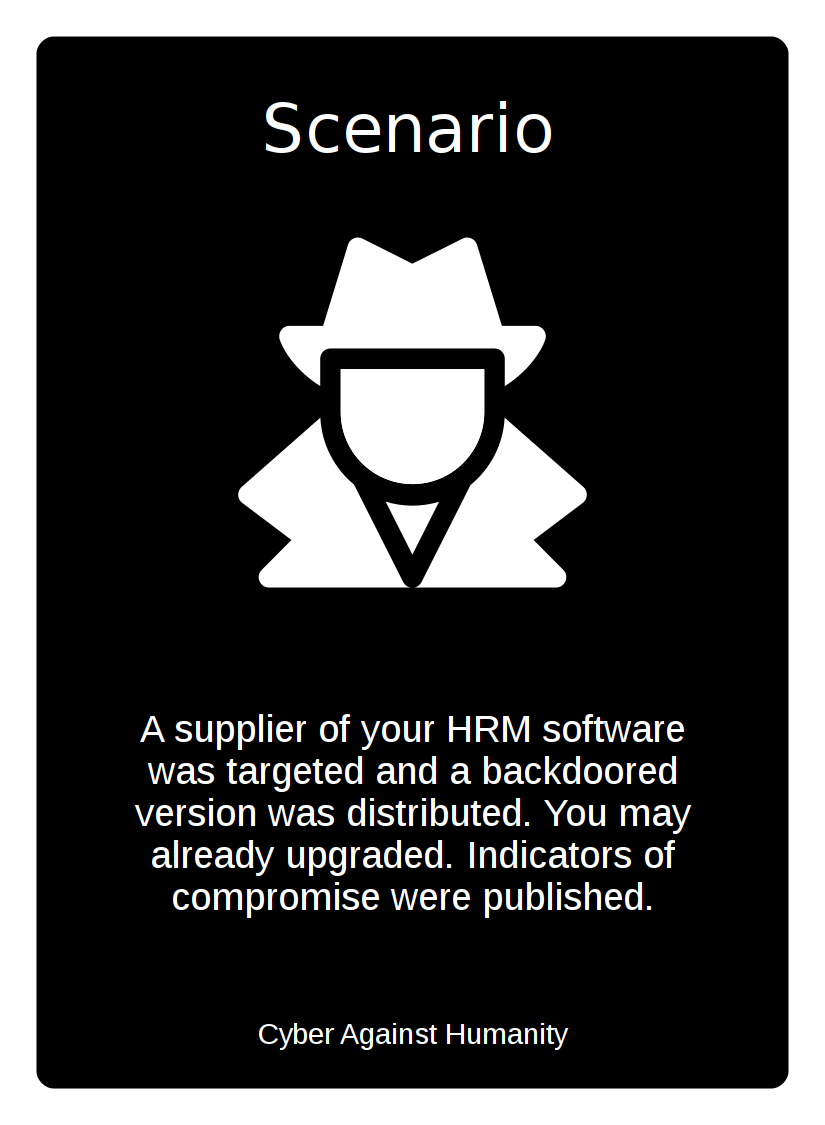 Scenario
A supplier of your HRM software
was targeted and a backdoored
version was distributed. You may
already upgraded. Indicators of
compromise were published.
Cyber Against Humanity